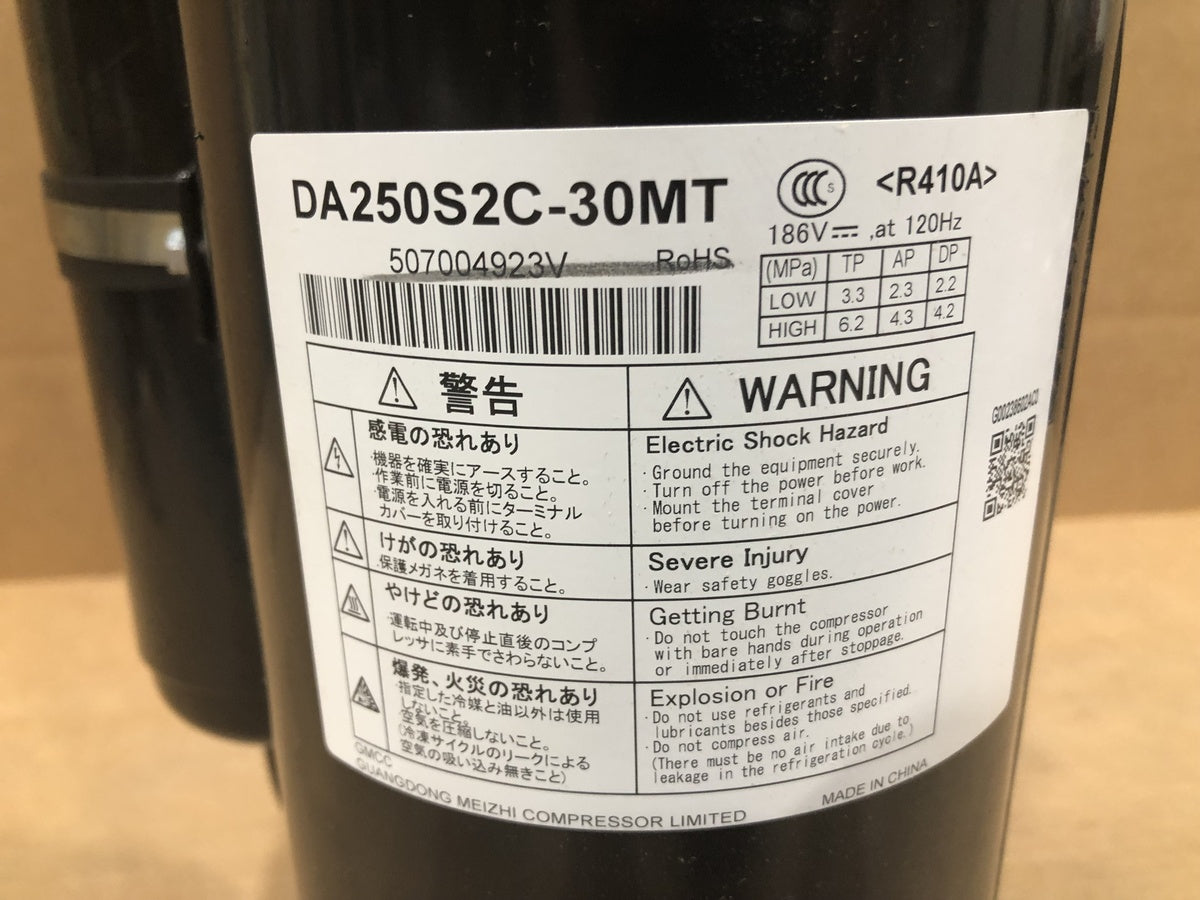 DA250S2C-30MT
CCC S
<R410A>
186V⎓ ,at 120Hz
507004923V RoHS
(MPa) TP AP DP
LOW 3.3 2.3 2.2
HIGH 6.2 4.3 4.2
警告
感電の恐れあり
・機器を確実にアースすること。
・作業前に電源を切ること。
・電源を入れる前にターミナル
カバーを取り付けること。
けがの恐れあり
・保護メガネを着用すること。
やけどの恐れあり
・運転中及び停止直後のコンプ
レッサに素手でさわらないこと。
爆発、火災の恐れあり
・指定した冷媒と油以外は使用
しないこと。
・空気を圧縮しないこと。
(冷凍サイクルのリークによる
空気の吸い込み無きこと)
WARNING
Electric Shock Hazard
・Ground the equipment securely.
・Turn off the power before work.
・Mount the terminal cover
before turning on the power.
Severe Injury
・Wear safety goggles.
Getting Burnt
・Do not touch the compressor
with bare hands during operation
or immediately after stoppage.
Explosion or Fire
・Do not use refrigerants and
lubricants besides those specified.
・Do not compress air.
(There must be no air intake due to
leakage in the refrigeration cycle.)
GMCC
GUANGDONG MEIZHI COMPRESSOR LIMITED
MADE IN CHINA